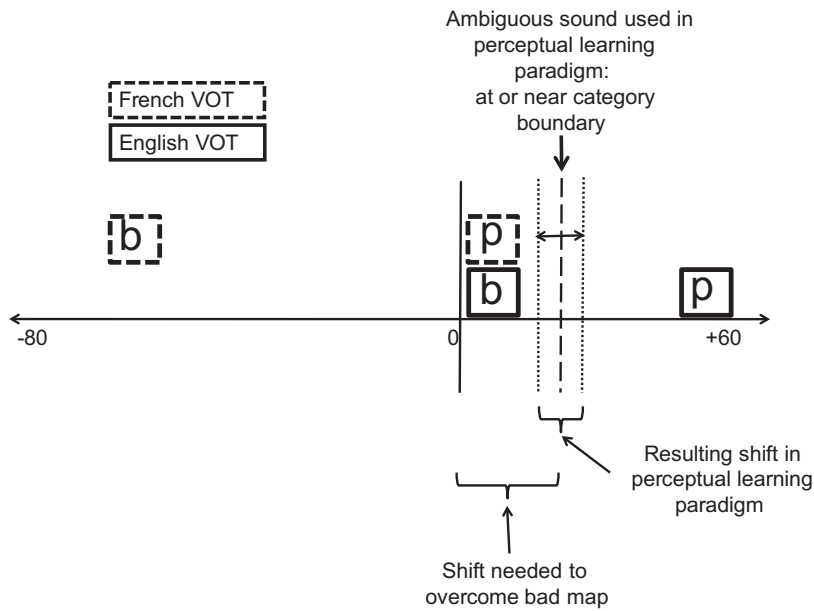 Ambiguous sound used in
perceptual learning
paradigm:
at or near category
boundary
French VOT
English VOT
b
p
b
p
-80
0
+60
Resulting shift in
perceptual learning
paradigm
Shift needed to
overcome bad map